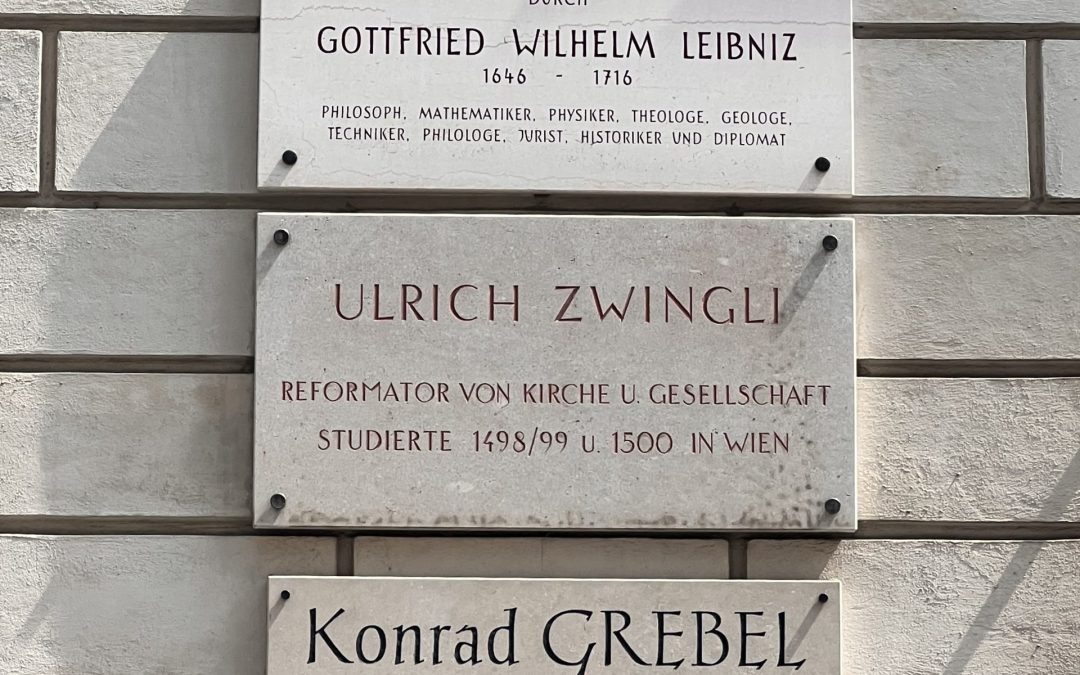 DURCH
GOTTFRIED WILHELM LEIBNIZ
1646 - 1716
PHILOSOPH, MATHEMATIKER, PHYSIKER, THEOLOGE, GEOLOGE,
TECHNIKER, PHILOLOGE, JURIST, HISTORIKER UND DIPLOMAT
ULRICH ZWINGLI
REFORMATOR VON KIRCHE U. GESELLSCHAFT
STUDIERTE 1498/99 U. 1500 IN WIEN
Konrad GREBEL